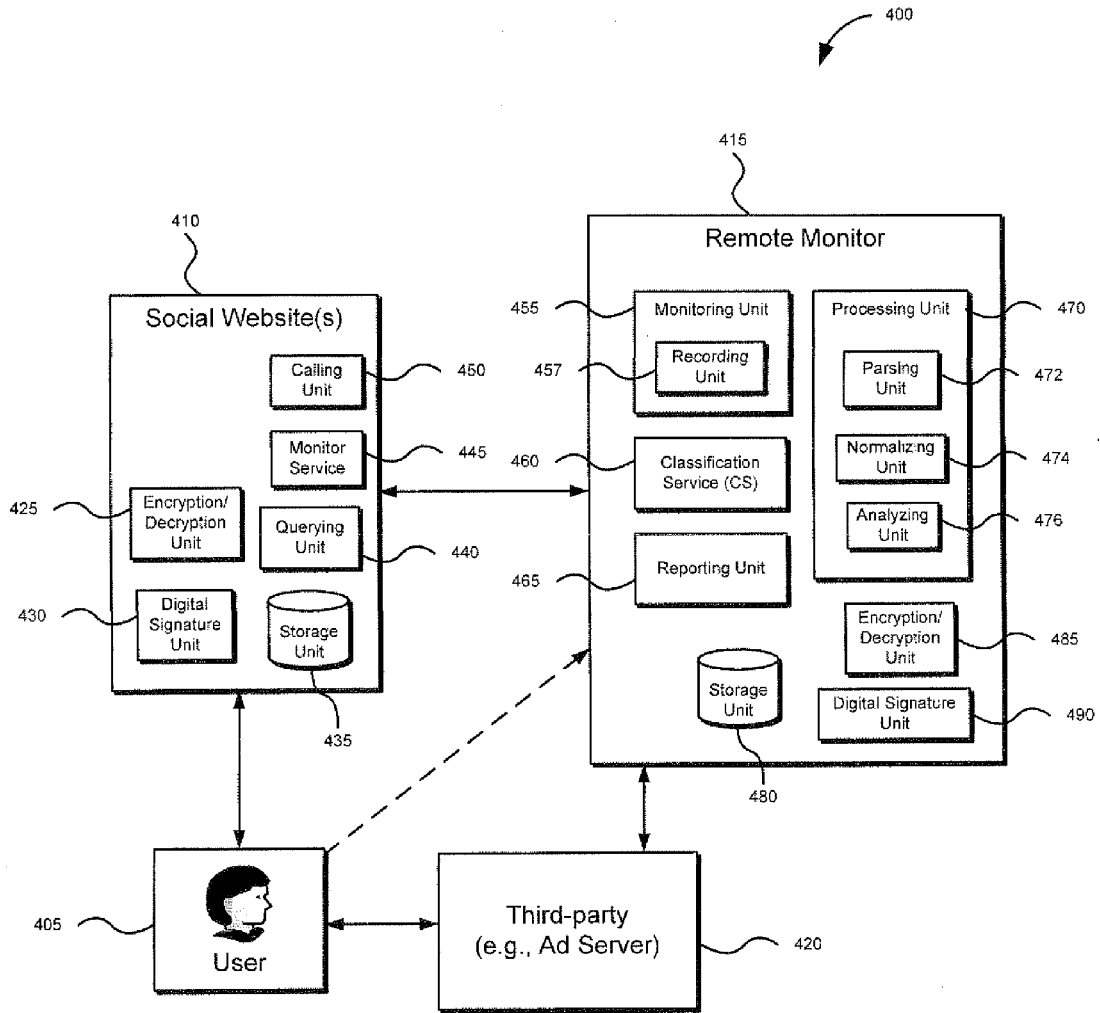 400
415
410
Remote Monitor
Social Website(s)
455
Monitoring Unit
Processing Unit
470
Calling
Unit
450
457
Recording
Unit
Parsing
Unit
472
Monitor
Service
445
460
Classification
Service (CS)
Normalizing
Unit
474
425
Encryption/
Decryption
Unit
Querying
Unit
440
Analyzing
Unit
476
465
Reporting Unit
430
Digital
Signature
Unit
Storage
Unit
435
Encryption/
Decryption
Unit
485
Storage
Unit
480
Digital Signature
Unit
490
405
User
Third-party
(e.g., Ad Server)
420